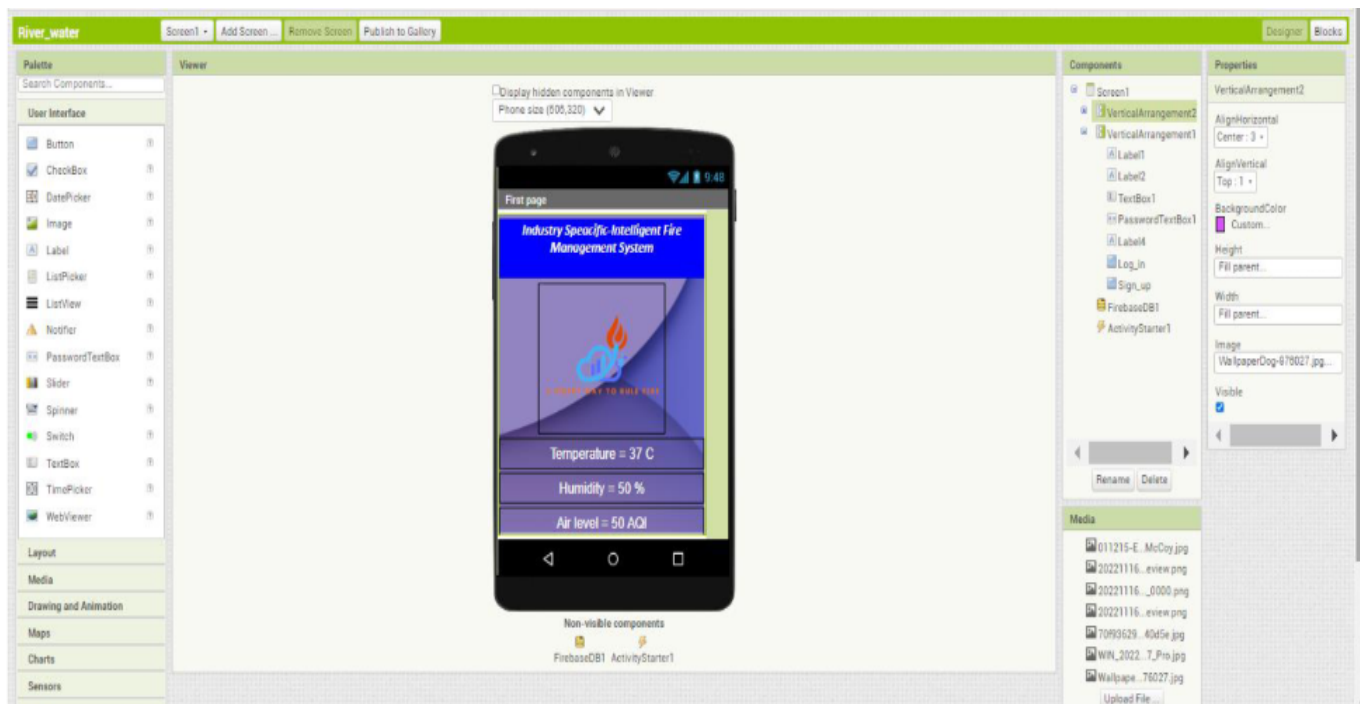 River_water
Screen1
Add Screen ...
Remove Screen
Publish to Gallery
Designer
Blocks
Palette
Search Components...
User Interface
Button
CheckBox
DatePicker
Image
Label
ListPicker
ListView
Notifier
PasswordTextBox
Slider
Spinner
Switch
TextBox
TimePicker
WebViewer
Layout
Media
Drawing and Animation
Maps
Charts
Sensors
Viewer
Display hidden components in Viewer
Phone size (505,320)
9:48
First page
Industry Speacific-Intelligent Fire
Management System
Temperature = 37 C
Humidity = 50 %
Air level = 50 AQI
Non-visible components
FirebaseDB1 ActivityStarter1
Components
Screen1
VerticalArrangement2
VerticalArrangement1
Label1
Label2
TextBox1
PasswordTextBox1
Label4
Log_in
Sign_up
FirebaseDB1
ActivityStarter1
Rename Delete
Media
011215-E...McCoy.jpg
20221116...eview.png
20221116..._0000.png
20221116...eview.png
70f93629...40d5e.jpg
WIN_2022...7_Pro.jpg
Wallpape...76027.jpg
Upload File ...
Properties
VerticalArrangement2
AlignHorizontal
Center : 3
AlignVertical
Top : 1
BackgroundColor
Custom...
Height
Fill parent...
Width
Fill parent...
Image
WallpaperDog-976027.jpg...
Visible